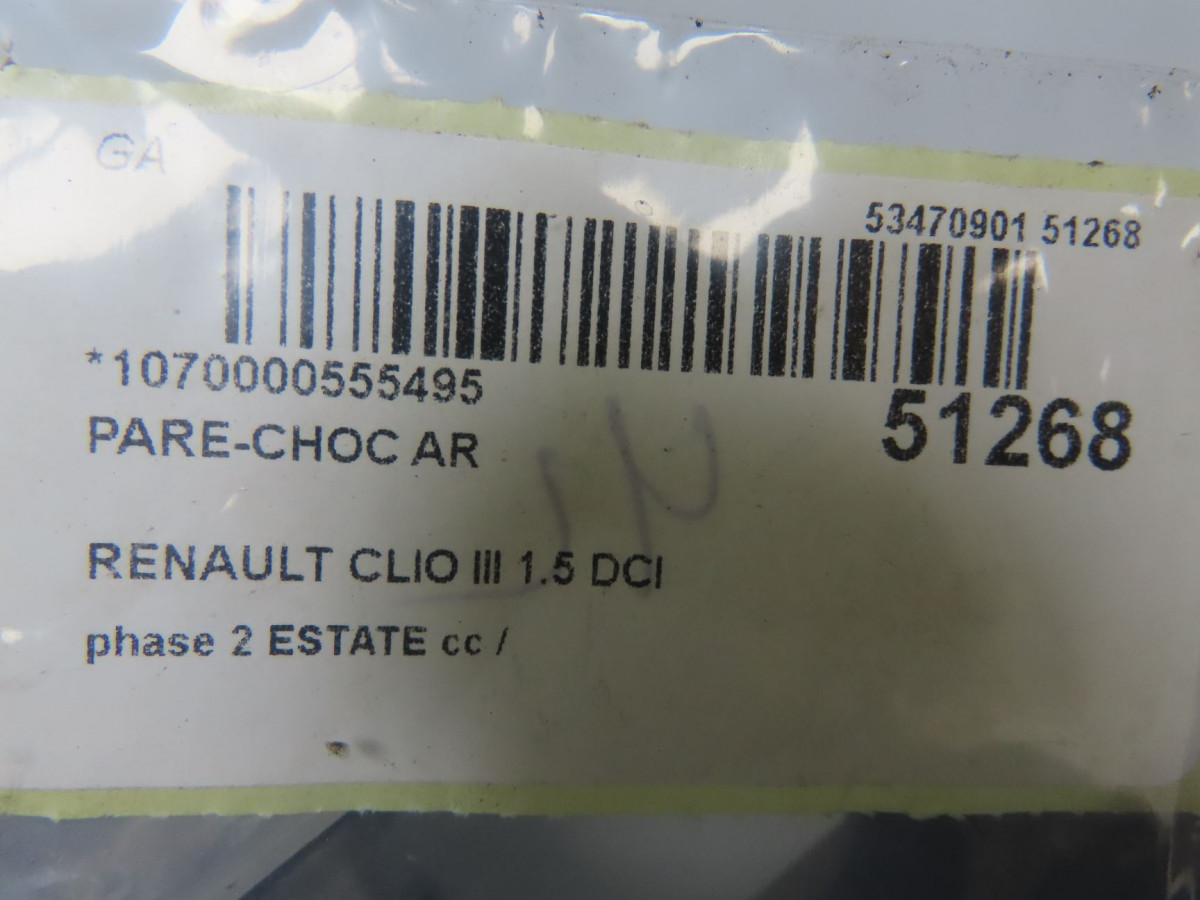 GA
53470901 51268
*1070000555495
51268
PARE-CHOC AR
RENAULT CLIO III 1.5 DCI
phase 2 ESTATE cc /